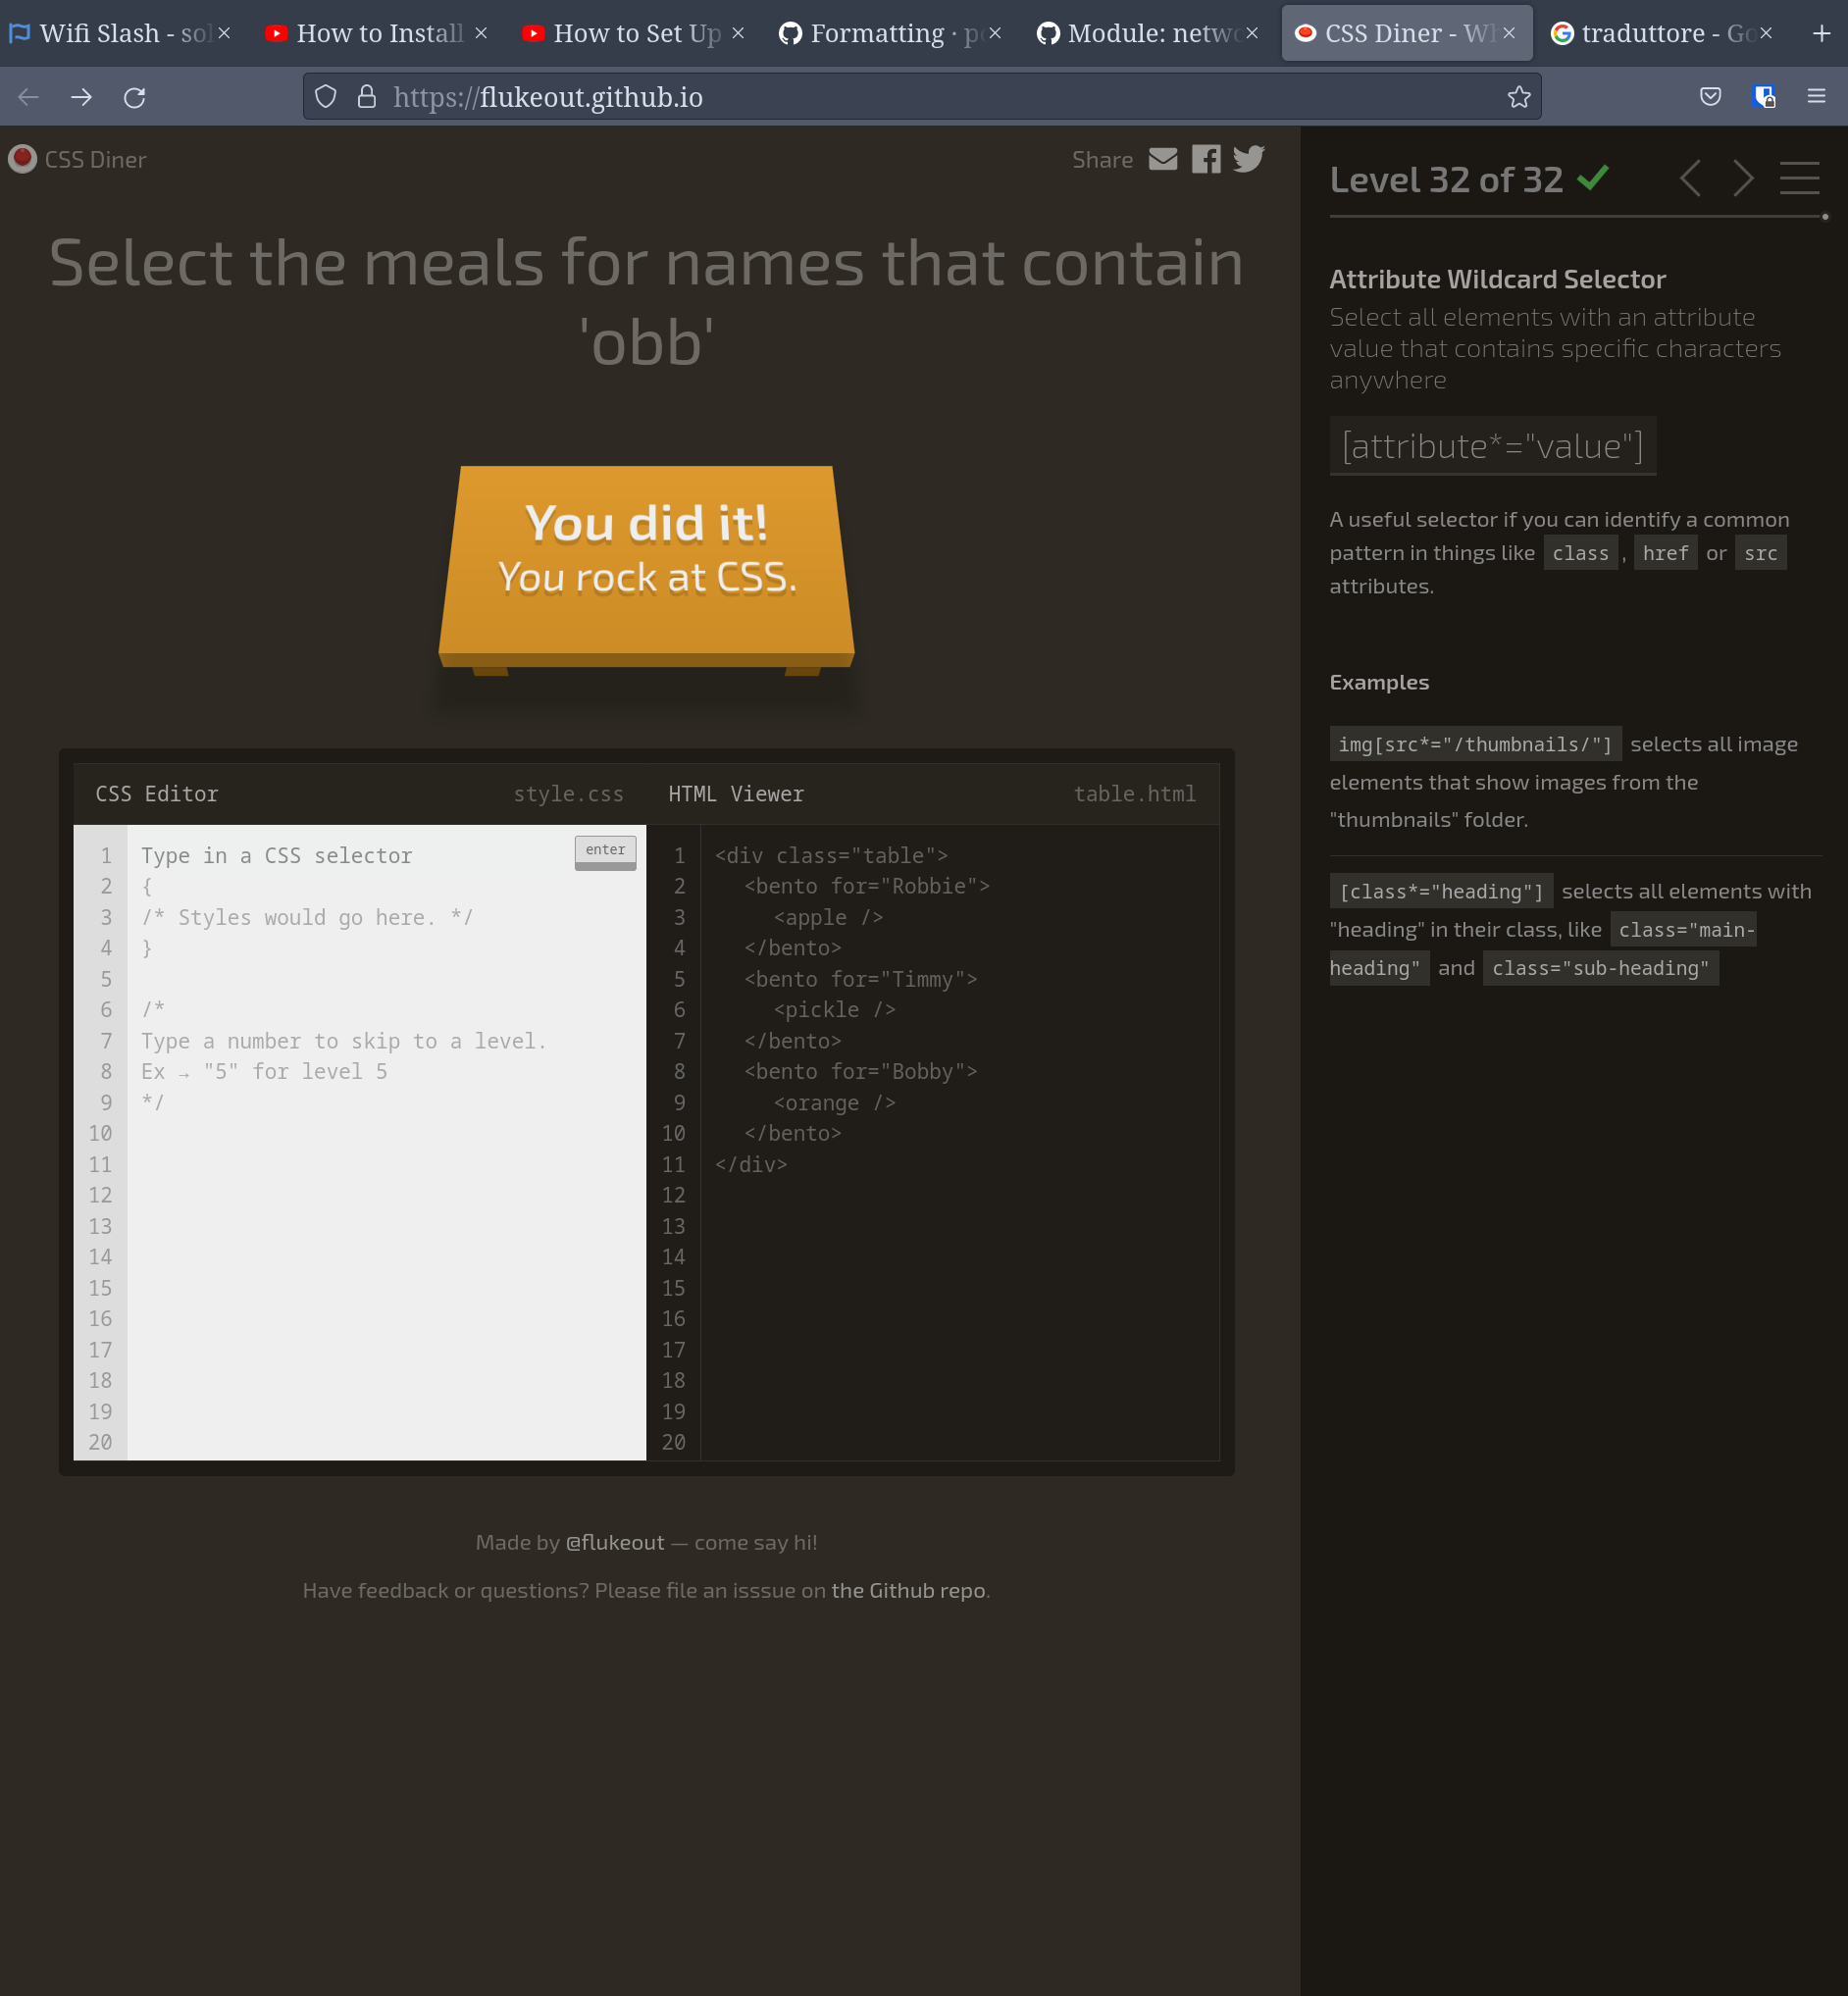 Wifi Slash - sol
How to Install
How to Set Up
Formatting · po
Module: netwo
CSS Diner - Wh
traduttore - Go
https://flukeout.github.io
CSS Diner
Share
Select the meals for names that contain
'obb'
You did it!
You rock at CSS.
CSS Editor
style.css
HTML Viewer
table.html
1 Type in a CSS selector
enter
2 {
3 /* Styles would go here. */
4 }
5
6 /*
7 Type a number to skip to a level.
8 Ex → "5" for level 5
9 */
10
11
12
13
14
15
16
17
18
19
20
1 <div class="table">
2 <bento for="Robbie">
3 <apple />
4 </bento>
5 <bento for="Timmy">
6 <pickle />
7 </bento>
8 <bento for="Bobby">
9 <orange />
10 </bento>
11 </div>
12
13
14
15
16
17
18
19
20
Made by @flukeout — come say hi!
Have feedback or questions? Please file an isssue on the Github repo.
Level 32 of 32
Attribute Wildcard Selector
Select all elements with an attribute
value that contains specific characters
anywhere
[attribute*="value"]
A useful selector if you can identify a common
pattern in things like class, href or src
attributes.
Examples
img[src*="/thumbnails/"] selects all image
elements that show images from the
"thumbnails" folder.
[class*="heading"] selects all elements with
"heading" in their class, like class="main-
heading" and class="sub-heading"